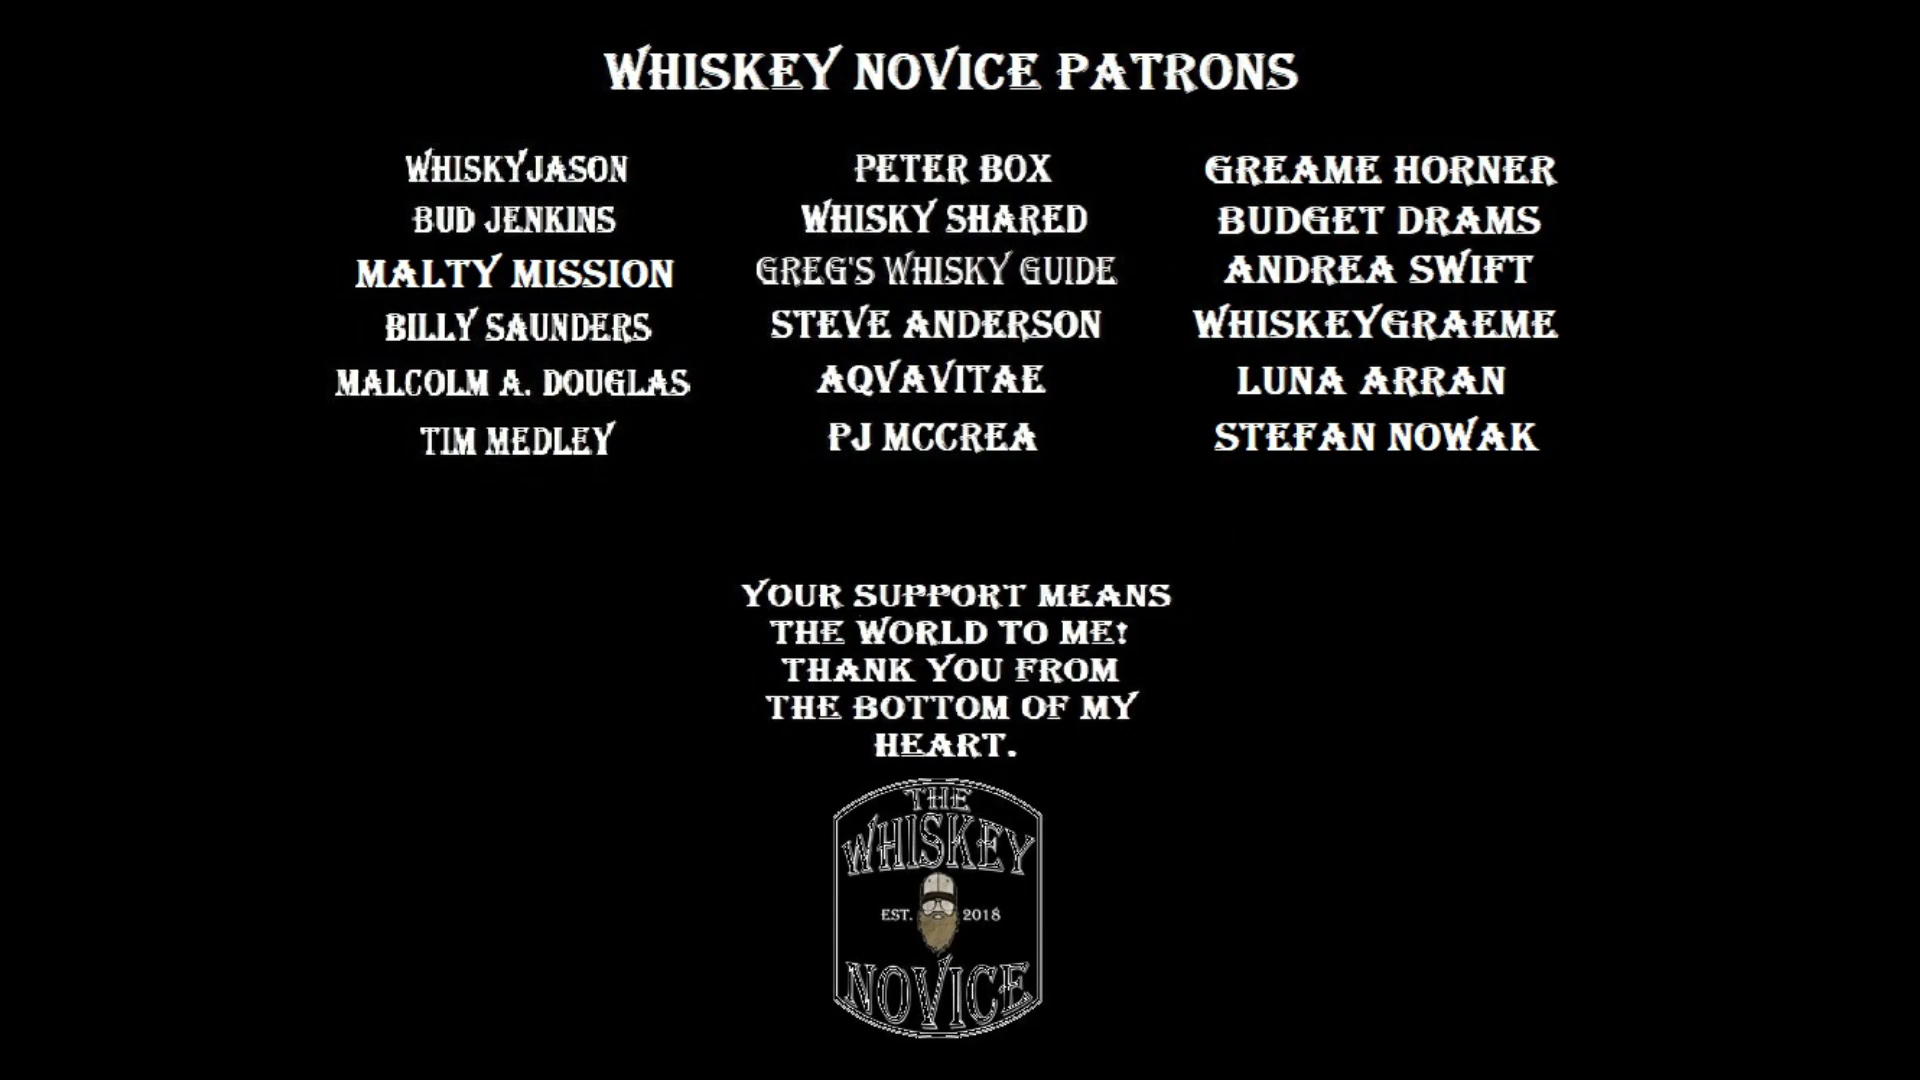 WHISKEY NOVICE PATRONS
WHISKYJASON
BUD JENKINS
MALTY MISSION
BILLY SAUNDERS
MALCOLM A. DOUGLAS
TIM MEDLEY
PETER BOX
WHISKY SHARED
GREG'S WHISKY GUIDE
STEVE ANDERSON
AQVAVITAE
PJ MCCREA
GREAME HORNER
BUDGET DRAMS
ANDREA SWIFT
WHISKEYGRAEME
LUNA ARRAN
STEFAN NOWAK
YOUR SUPPORT MEANS
THE WORLD TO ME!
THANK YOU FROM
THE BOTTOM OF MY
HEART.
THE
WHISKEY
EST. 2018
NOVICE